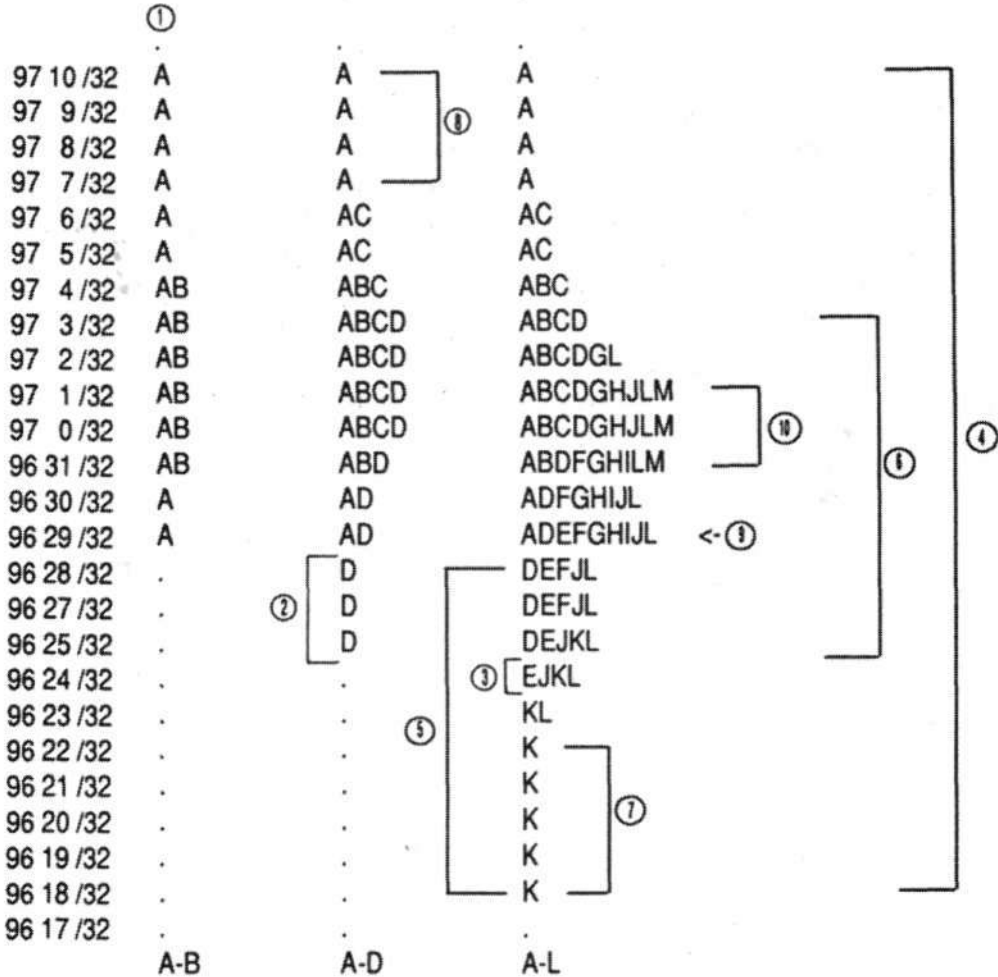 ①
. . .
97 10 /32 A A A
97 9 /32 A A ⑧ A
97 8 /32 A A A
97 7 /32 A A A
97 6 /32 A AC AC
97 5 /32 A AC AC
97 4 /32 AB ABC ABC
97 3 /32 AB ABCD ABCD
97 2 /32 AB ABCD ABCDGL
97 1 /32 AB ABCD ABCDGHJLM
97 0 /32 AB ABCD ABCDGHJLM ⑩ ④
96 31 /32 AB ABD ABDFGHILM ⑥
96 30 /32 A AD ADFGHIJL
96 29 /32 A AD ADEFGHIJL <- ⑨
96 28 /32 . D DEFJL
96 27 /32 . ② D DEFJL
96 25 /32 . D DEJKL
96 24 /32 . . ③ EJKL
96 23 /32 . . ⑤ KL
96 22 /32 . . K
96 21 /32 . . K
96 20 /32 . . K ⑦
96 19 /32 . . K
96 18 /32 . . K
96 17 /32 . . .
A-B A-D A-L